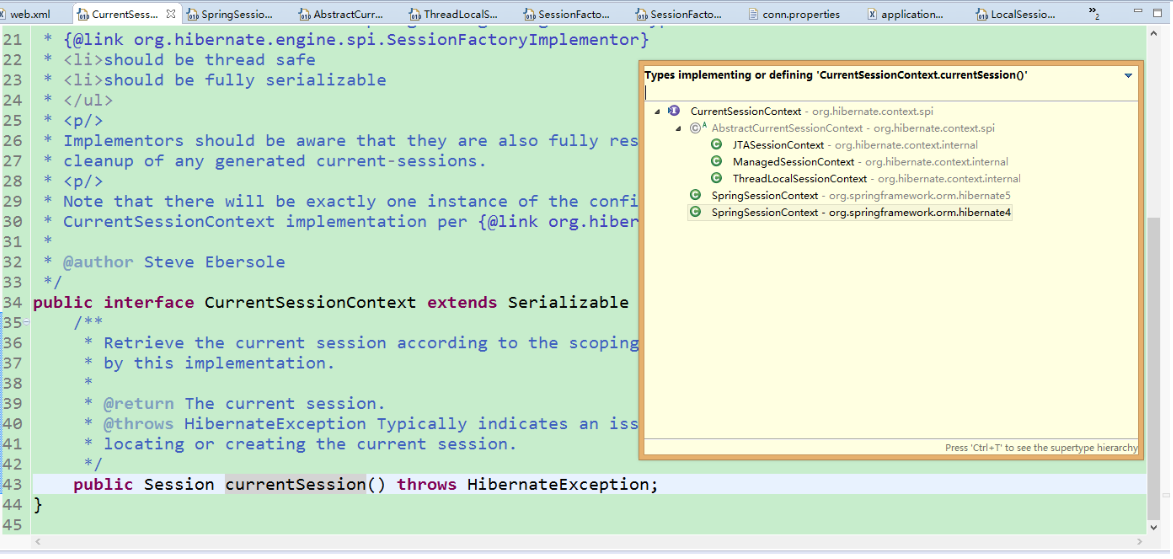 web.xml CurrentSess... SpringSessio... AbstractCurr... ThreadLocalS... SessionFacto... SessionFacto... conn.properties application... LocalSessio... »2
21 * {@link org.hibernate.engine.spi.SessionFactoryImplementor}
22 * <li>should be thread safe
23 * <li>should be fully serializable
24 * </ul>
25 * <p/>
26 * Implementors should be aware that they are also fully res
27 * cleanup of any generated current-sessions.
28 * <p/>
29 * Note that there will be exactly one instance of the confi
30 * CurrentSessionContext implementation per {@link org.hiber
31 *
32 * @author Steve Ebersole
33 */
34 public interface CurrentSessionContext extends Serializable
35 /**
36 * Retrieve the current session according to the scoping
37 * by this implementation.
38 *
39 * @return The current session.
40 * @throws HibernateException Typically indicates an iss
41 * locating or creating the current session.
42 */
43 public Session currentSession() throws HibernateException;
44 }
45
Types implementing or defining 'CurrentSessionContext.currentSession()'
CurrentSessionContext - org.hibernate.context.spi
AbstractCurrentSessionContext - org.hibernate.context.spi
JTASessionContext - org.hibernate.context.internal
ManagedSessionContext - org.hibernate.context.internal
ThreadLocalSessionContext - org.hibernate.context.internal
SpringSessionContext - org.springframework.orm.hibernate5
SpringSessionContext - org.springframework.orm.hibernate4
Press 'Ctrl+T' to see the supertype hierarchy